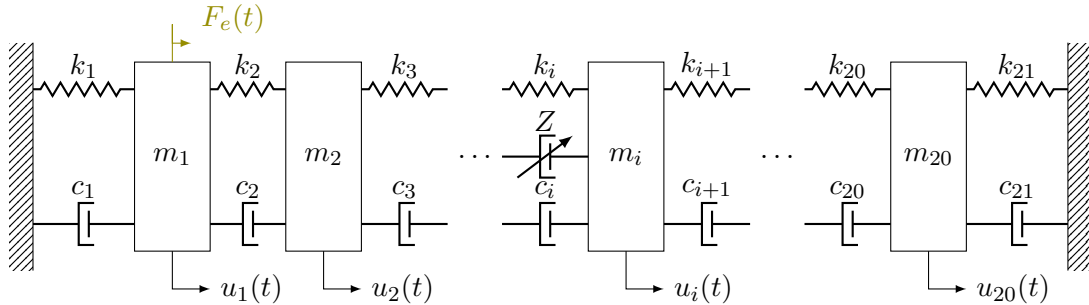 F_e(t)
k_1 k_2 k_3 k_i k_{i+1} k_{20} k_{21}
Z
m_1 m_2 ... m_i ... m_{20}
c_1 c_2 c_3 c_i c_{i+1} c_{20} c_{21}
u_1(t) u_2(t) u_i(t) u_{20}(t)